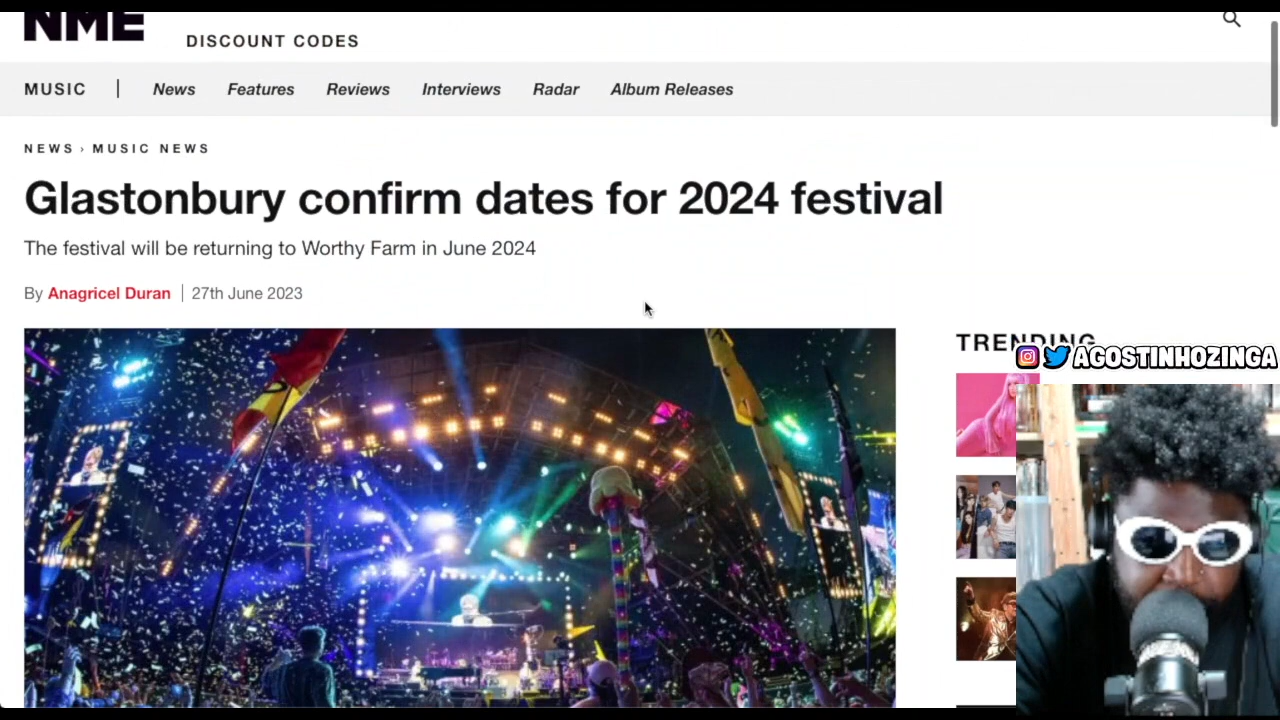 NME
DISCOUNT CODES
MUSIC | News Features Reviews Interviews Radar Album Releases
NEWS › MUSIC NEWS
Glastonbury confirm dates for 2024 festival
The festival will be returning to Worthy Farm in June 2024
By Anagricel Duran | 27th June 2023
TRENDING
AGOSTINHOZINGA